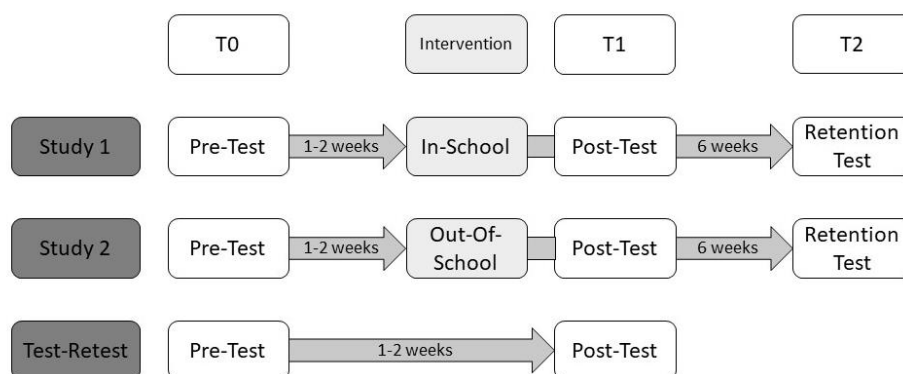 T0
Intervention
T1
T2
Study 1
Pre-Test
1-2 weeks
In-School
Post-Test
6 weeks
Retention
Test
Study 2
Pre-Test
1-2 weeks
Out-Of-
School
Post-Test
6 weeks
Retention
Test
Test-Retest
Pre-Test
1-2 weeks
Post-Test